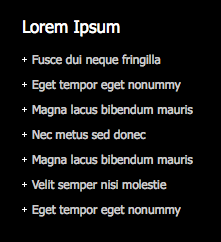 Lorem Ipsum
+ Fusce dui neque fringilla
+ Eget tempor eget nonummy
+ Magna lacus bibendum mauris
+ Nec metus sed donec
+ Magna lacus bibendum mauris
+ Velit semper nisi molestie
+ Eget tempor eget nonummy